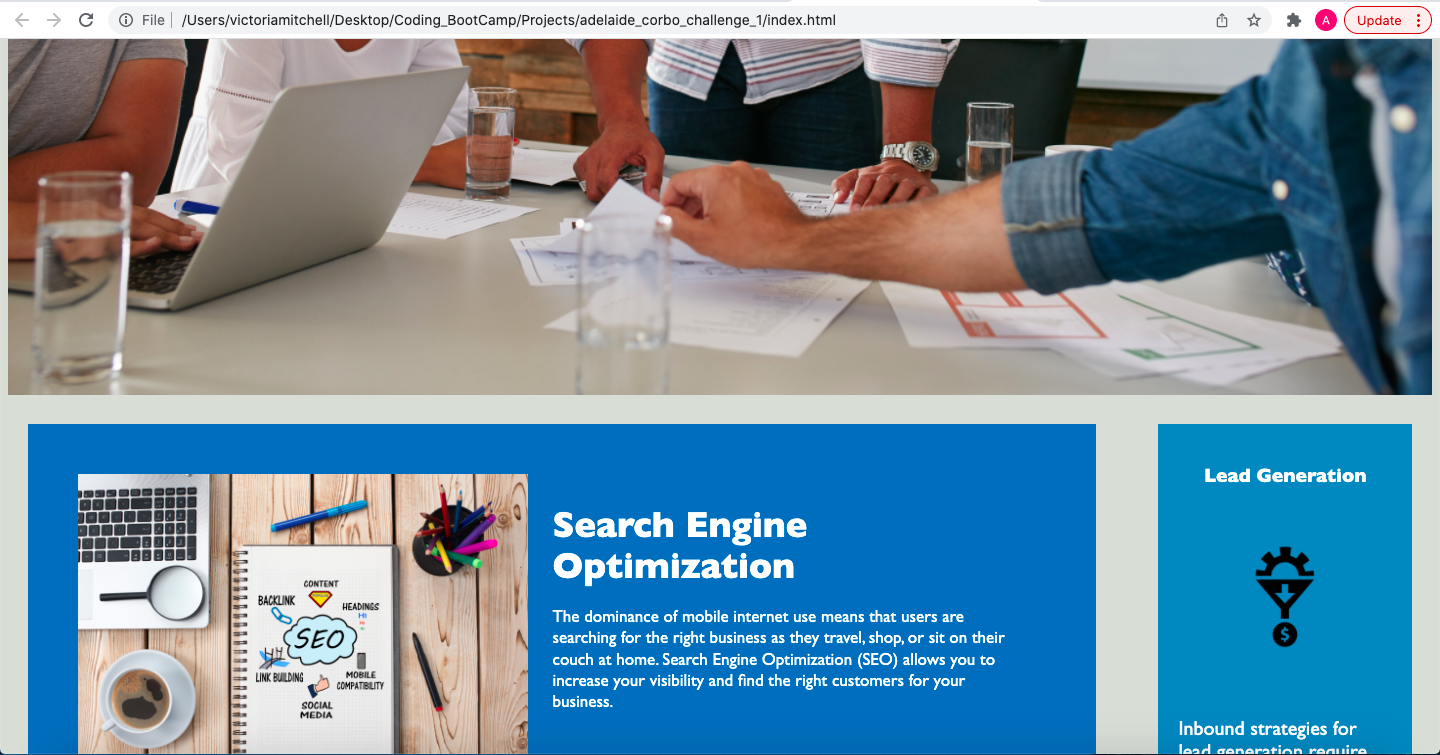 File
/Users/victoriamitchell/Desktop/Coding_BootCamp/Projects/adelaide_corbo_challenge_1/index.html
A
Update
Search Engine
Optimization
The dominance of mobile internet use means that users are
searching for the right business as they travel, shop, or sit on their
couch at home. Search Engine Optimization (SEO) allows you to
increase your visibility and find the right customers for your
business.
CONTENT
BACKLINK
HEADINGS
H1
SEO
LINK BUILDING
MOBILE
COMPATIBILITY
SOCIAL
MEDIA
Lead Generation
$
Inbound strategies for
lead generation require